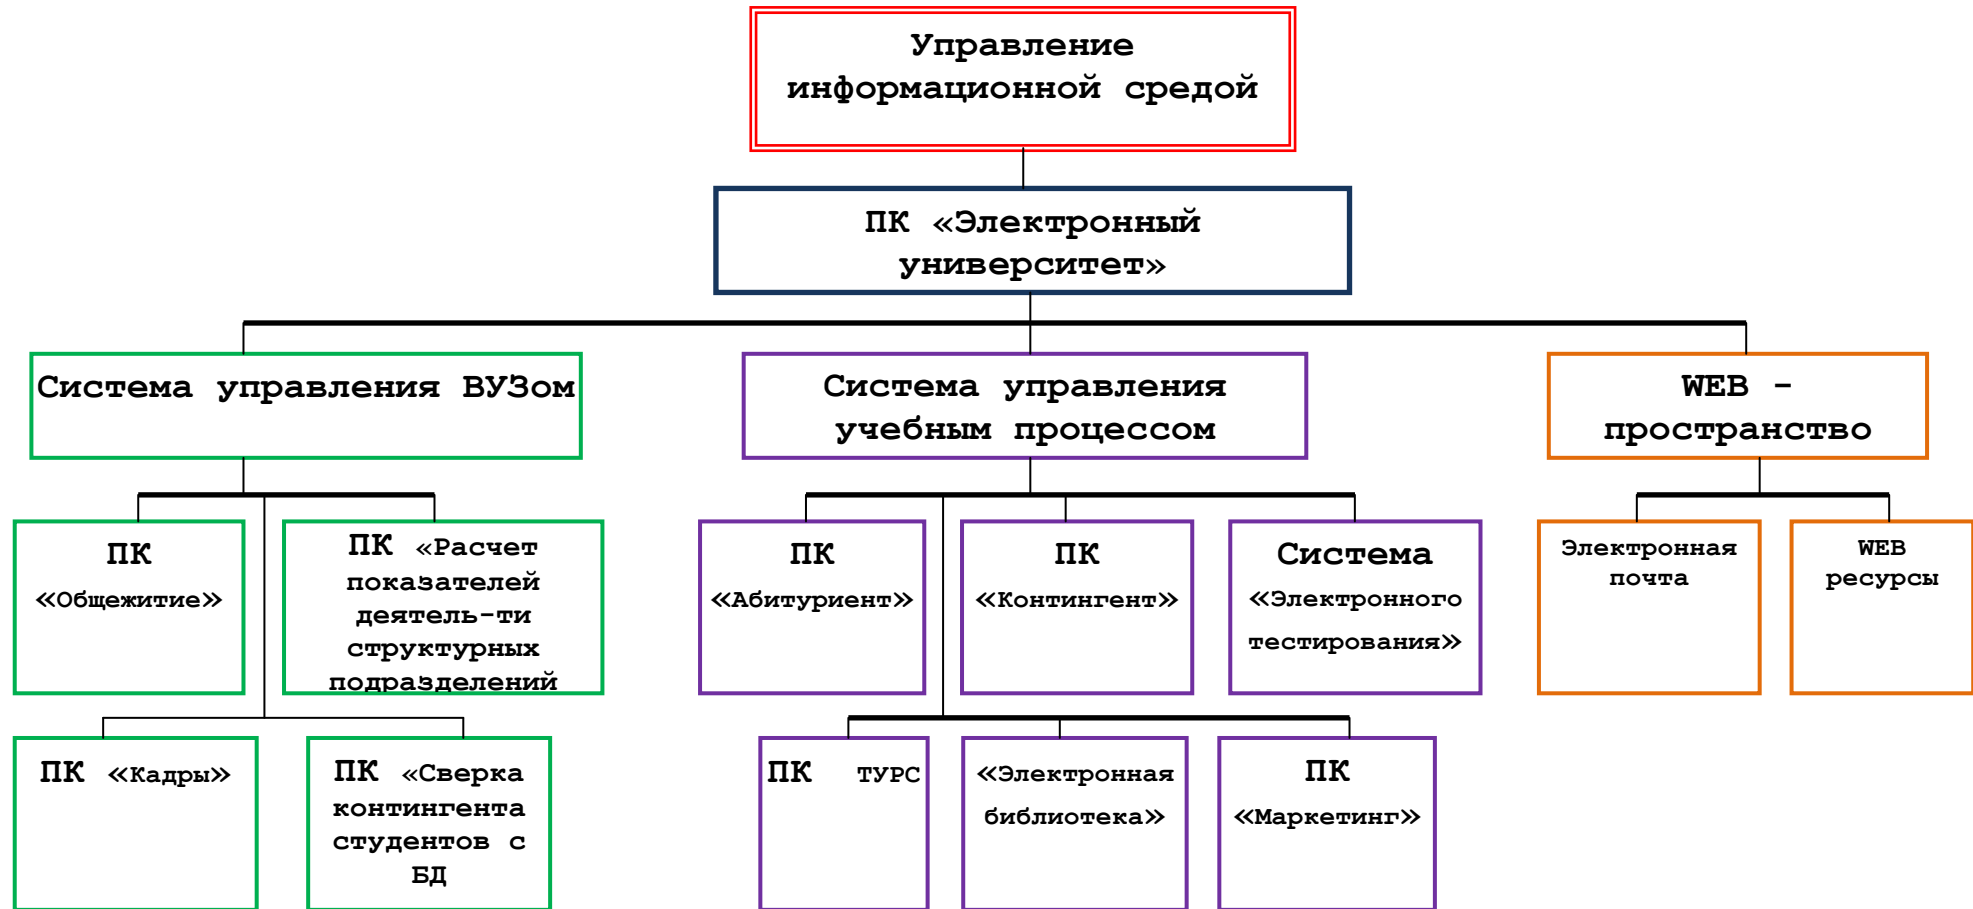 Управление
информационной средой
ПК «Электронный
университет»
Система управления ВУЗом
Система управления
учебным процессом
WEB -
пространство
ПК
«Общежитие»
ПК «Расчет
показателей
деятель-ти
структурных
подразделений
ПК
«Абитуриент»
ПК
«Контингент»
Система
«Электронного
тестирования»
Электронная
почта
WEB
ресурсы
ПК «Кадры»
ПК «Сверка
контингента
студентов с
БД
ПК ТУРС
«Электронная
библиотека»
ПК
«Маркетинг»